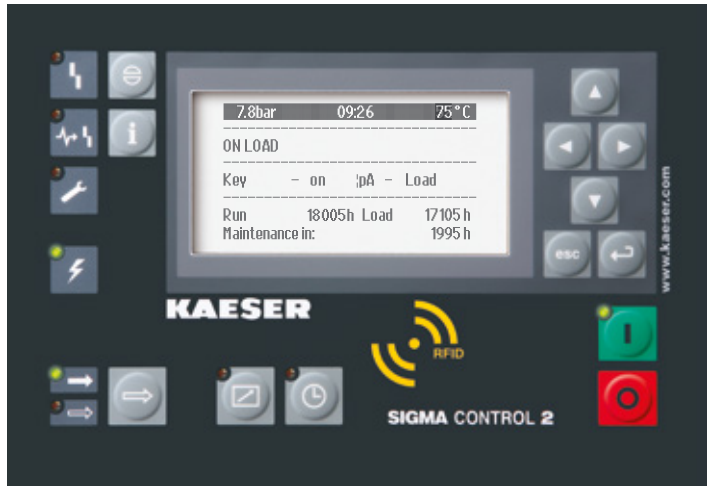 7.8bar 09:26 75°C
ON LOAD
Key - on ¦pA - Load
Run 18005h Load 17105h
Maintenance in: 1995h
esc
i
KAESER
RFID
SIGMA CONTROL 2
www.kaeser.com